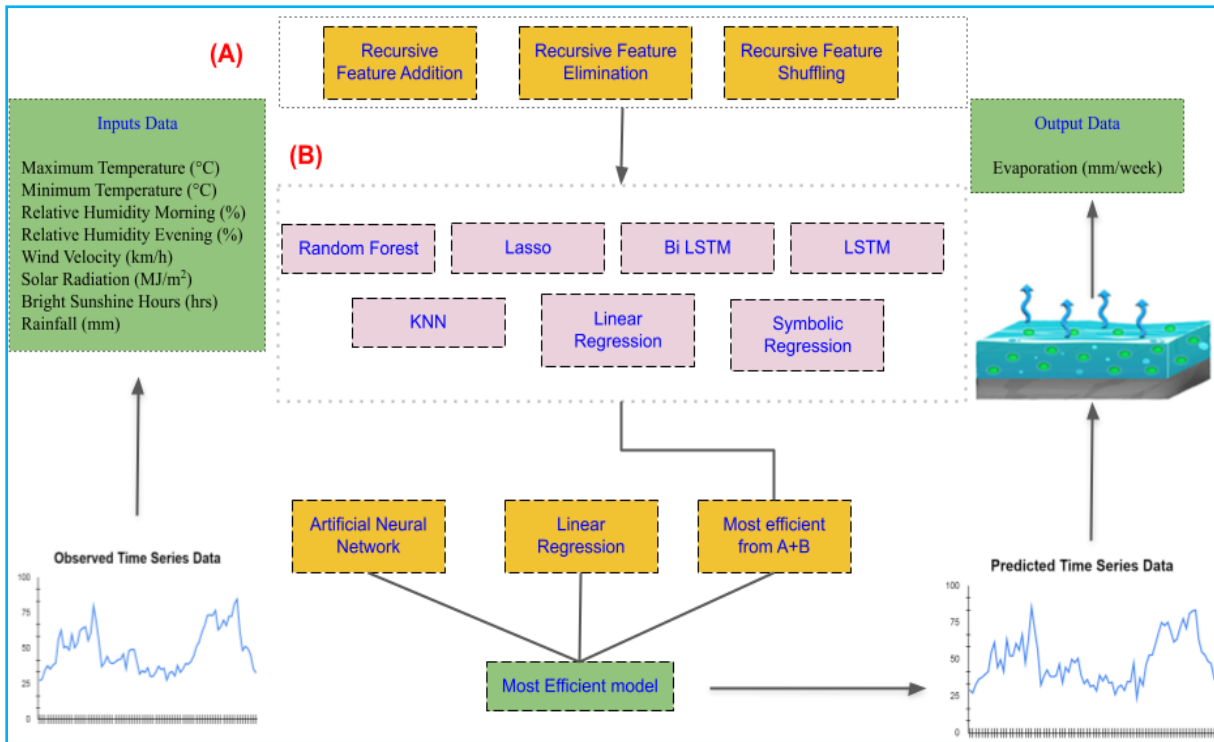 (A)
Recursive
Feature Addition
Recursive Feature
Elimination
Recursive Feature
Shuffling
Inputs Data
Maximum Temperature (°C)
Minimum Temperature (°C)
Relative Humidity Morning (%)
Relative Humidity Evening (%)
Wind Velocity (km/h)
Solar Radiation (MJ/m²)
Bright Sunshine Hours (hrs)
Rainfall (mm)
(B)
Random Forest
Lasso
Bi LSTM
LSTM
KNN
Linear
Regression
Symbolic
Regression
Output Data
Evaporation (mm/week)
Artificial Neural
Network
Linear
Regression
Most efficient
from A+B
Most Efficient model
Observed Time Series Data
100
75
50
25
0
Predicted Time Series Data
100
75
50
25
0